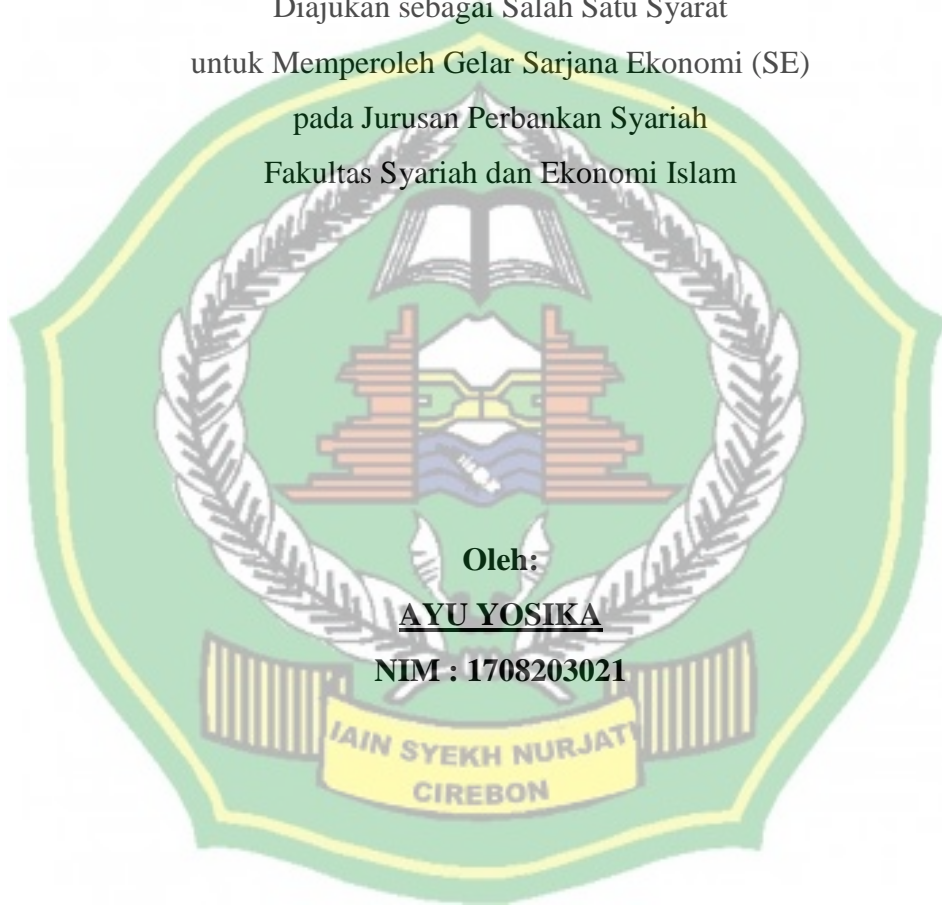 Diajukan sebagai Salah Satu Syarat
untuk Memperoleh Gelar Sarjana Ekonomi (SE)
pada Jurusan Perbankan Syariah
Fakultas Syariah dan Ekonomi Islam
Oleh:
AYU YOSIKA
NIM : 1708203021
IAIN SYEKH NURJATI
CIREBON